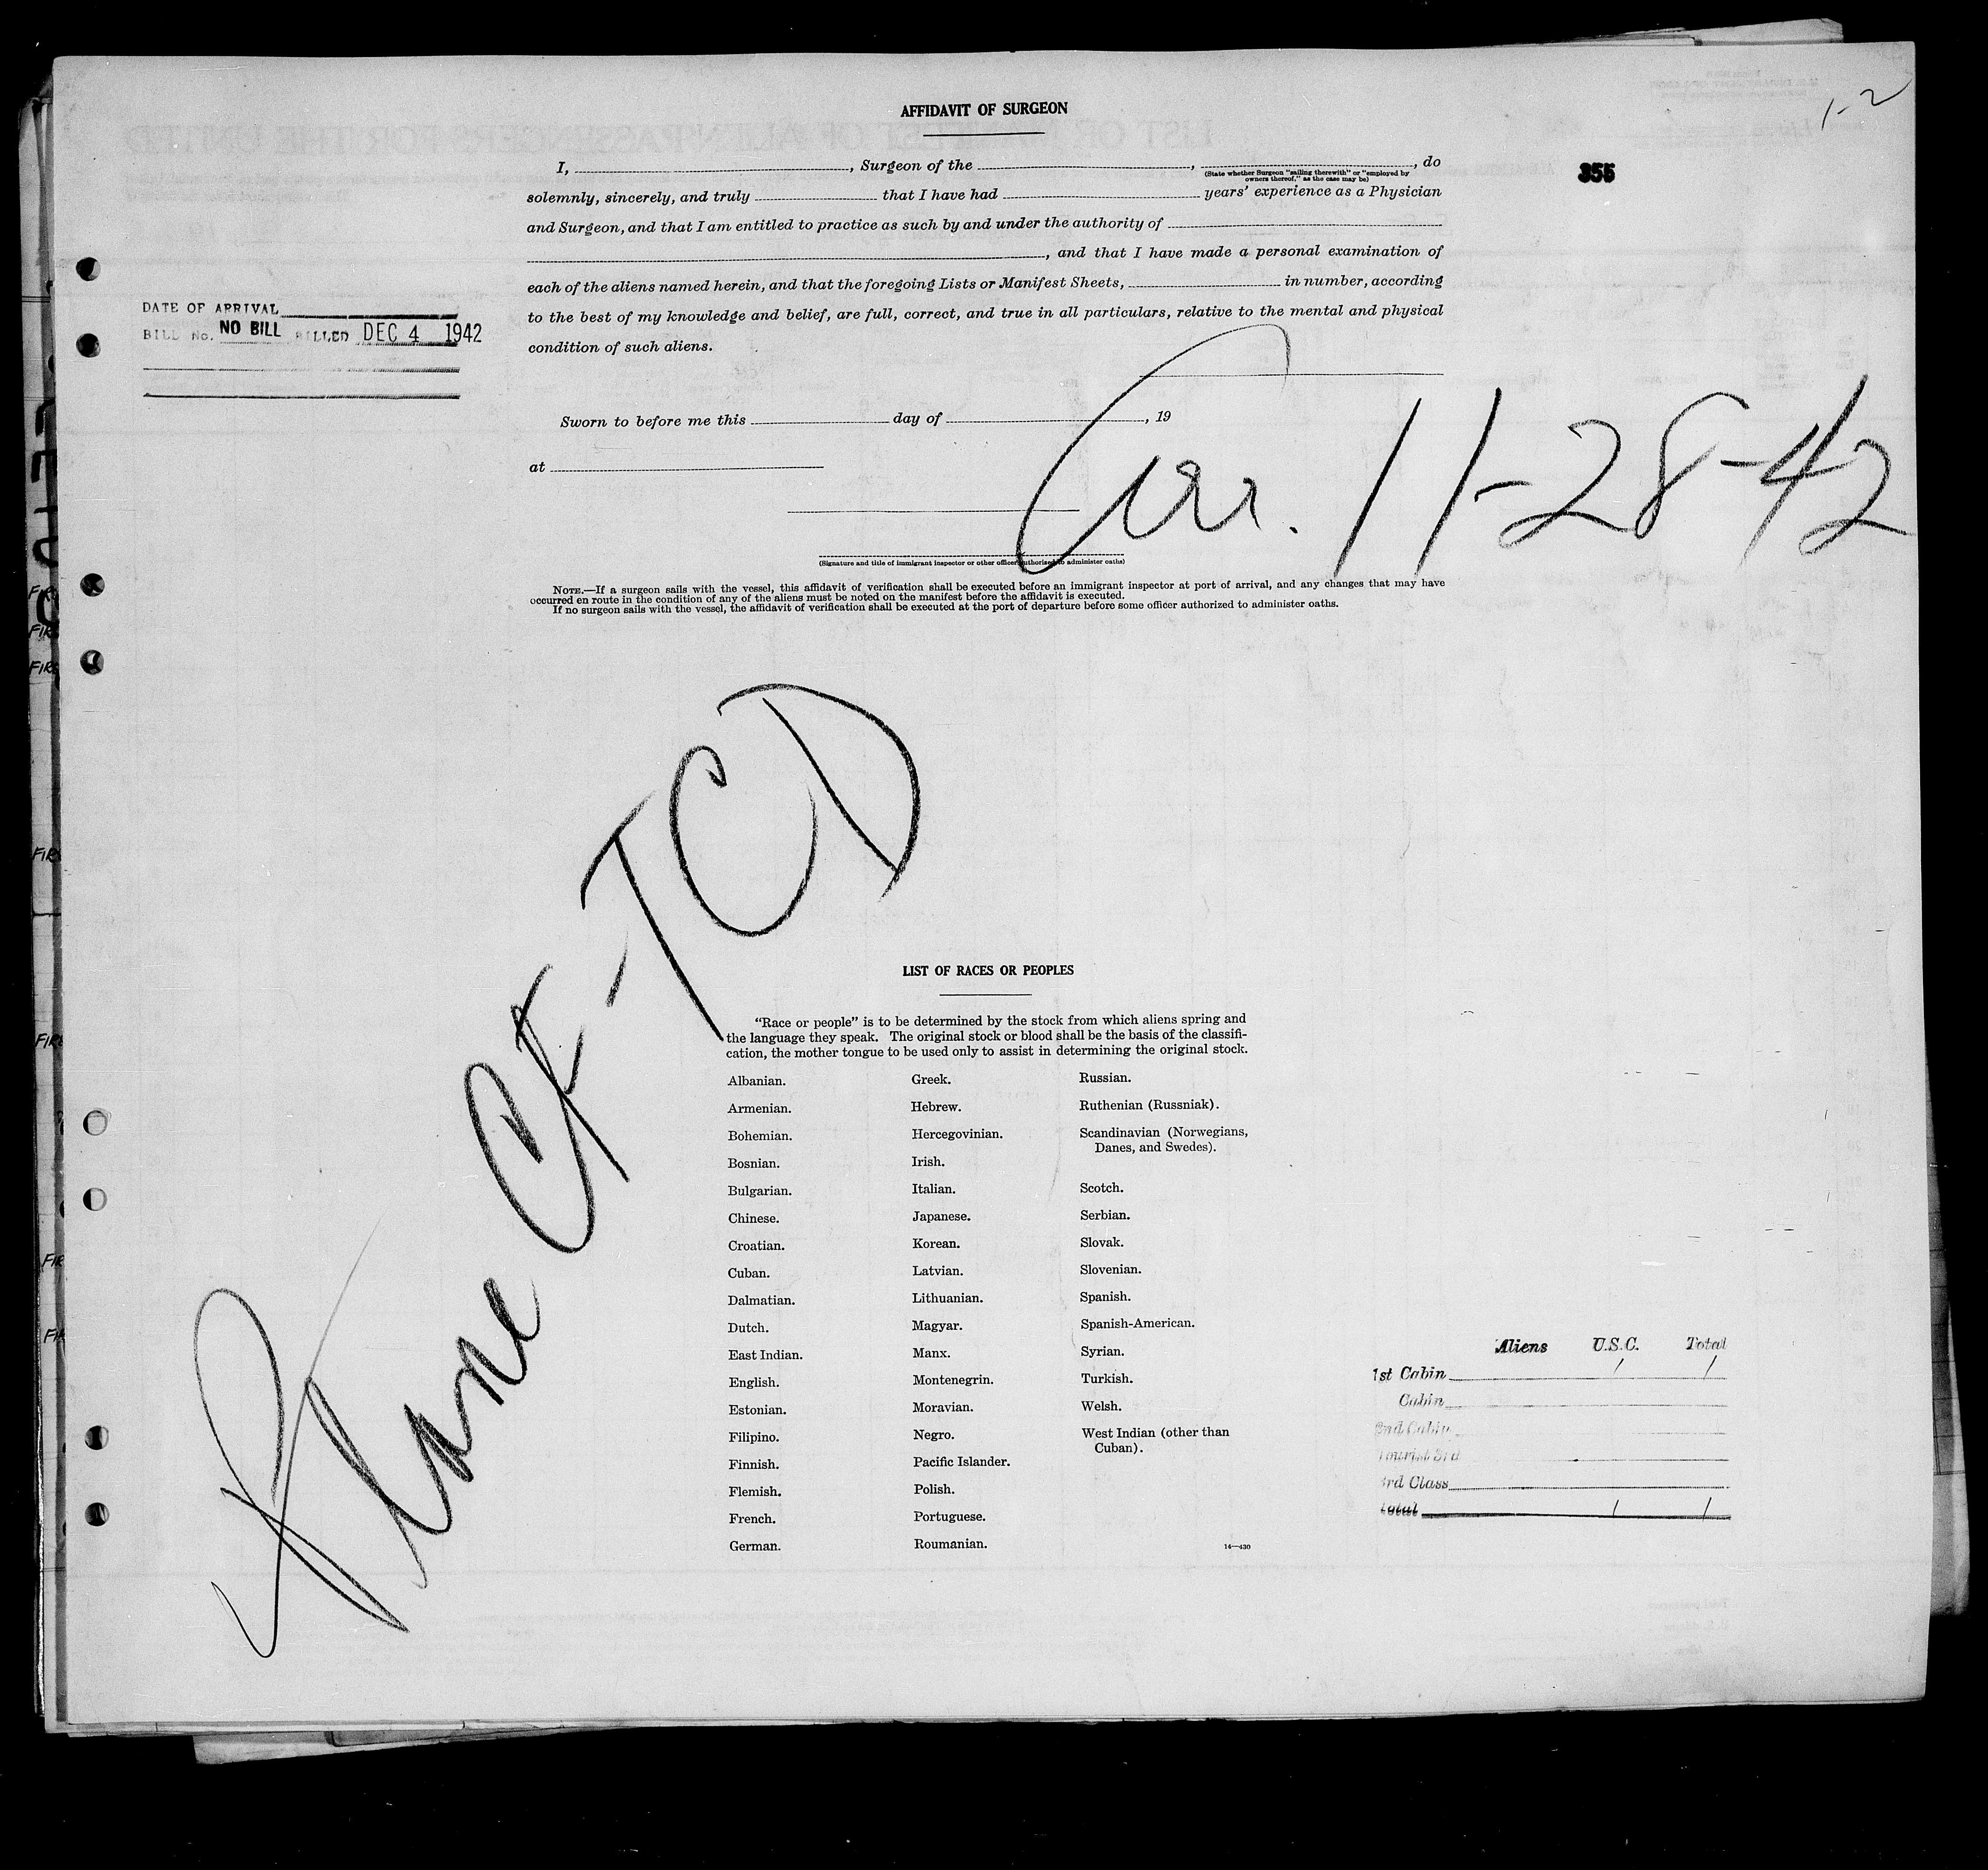 1-2
AFFIDAVIT OF SURGEON
I, , Surgeon of the , , do
(State whether Surgeon "sailing therewith" or "employed by
owners thereof," as the case may be)
solemnly, sincerely, and truly that I have had years' experience as a Physician
and Surgeon, and that I am entitled to practice as such by and under the authority of
, and that I have made a personal examination of
each of the aliens named herein, and that the foregoing Lists or Manifest Sheets, in number, according
to the best of my knowledge and belief, are full, correct, and true in all particulars, relative to the mental and physical
condition of such aliens.
DATE OF ARRIVAL
BILL No. NO BILL BILLED DEC 4 1942
Sworn to before me this day of , 19
at
Arr. 11-28-42
(Signature and title of immigrant inspector or other officer authorized to administer oaths)
NOTE.—If a surgeon sails with the vessel, this affidavit of verification shall be executed before an immigrant inspector at port of arrival, and any changes that may have
occurred en route in the condition of any of the aliens must be noted on the manifest before the affidavit is executed.
If no surgeon sails with the vessel, the affidavit of verification shall be executed at the port of departure before some officer authorized to administer oaths.
Plane CF-TCD
LIST OF RACES OR PEOPLES
"Race or people" is to be determined by the stock from which aliens spring and
the language they speak. The original stock or blood shall be the basis of the classifi-
cation, the mother tongue to be used only to assist in determining the original stock.
Albanian.
Armenian.
Bohemian.
Bosnian.
Bulgarian.
Chinese.
Croatian.
Cuban.
Dalmatian.
Dutch.
East Indian.
English.
Estonian.
Filipino.
Finnish.
Flemish.
French.
German.
Greek.
Hebrew.
Hercegovinian.
Irish.
Italian.
Japanese.
Korean.
Latvian.
Lithuanian.
Magyar.
Manx.
Montenegrin.
Moravian.
Negro.
Pacific Islander.
Polish.
Portuguese.
Roumanian.
Russian.
Ruthenian (Russniak).
Scandinavian (Norwegians,
Danes, and Swedes).
Scotch.
Serbian.
Slovak.
Slovenian.
Spanish.
Spanish-American.
Syrian.
Turkish.
Welsh.
West Indian (other than
Cuban).
14—430
Aliens U.S.C. Total
1st Cabin 1 1
Cabin
2nd Cabin
Tourist 3rd
3rd Class
Total 1 1